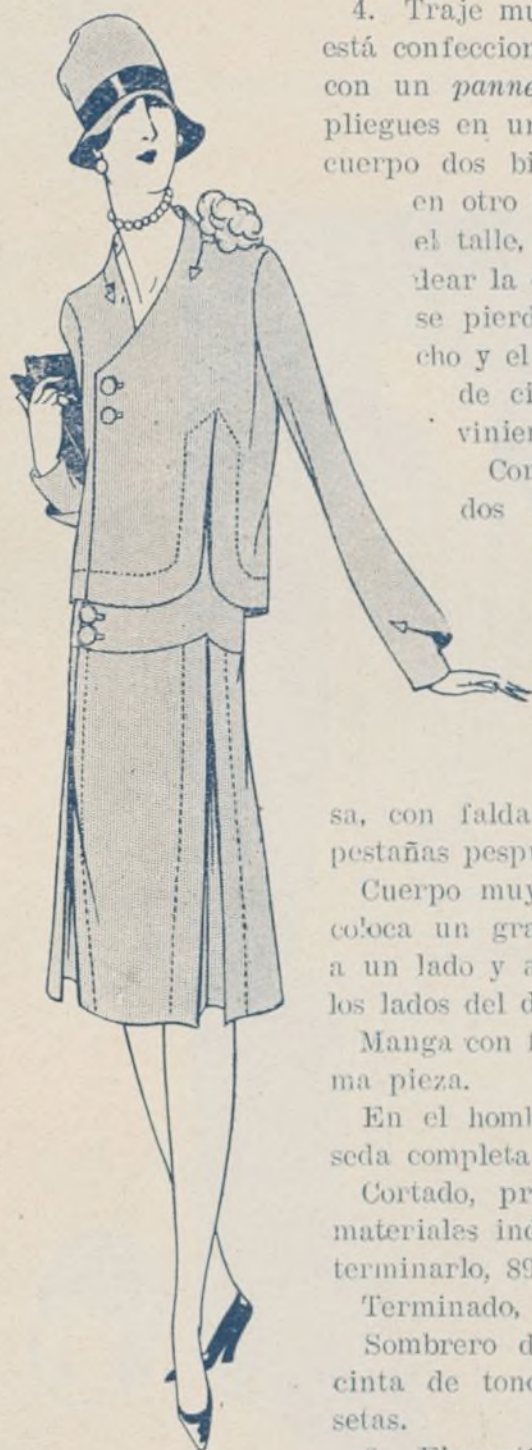 4. Traje mu
está confeccion
con un panne
pliegues en un
cuerpo dos bi
en otro
el talle,
dear la
se pierd
cho y el
de ci
vinien
Con
dos
sa, con falda
pestañas pespu
Cuerpo muy
coloca un gra
a un lado y a
los lados del d
Manga con f
ma pieza.
En el homb
seda completa
Cortado, pr
materiales inc
terminarlo, 89
Terminado,
Sombrero d
cinta de tono
setas.